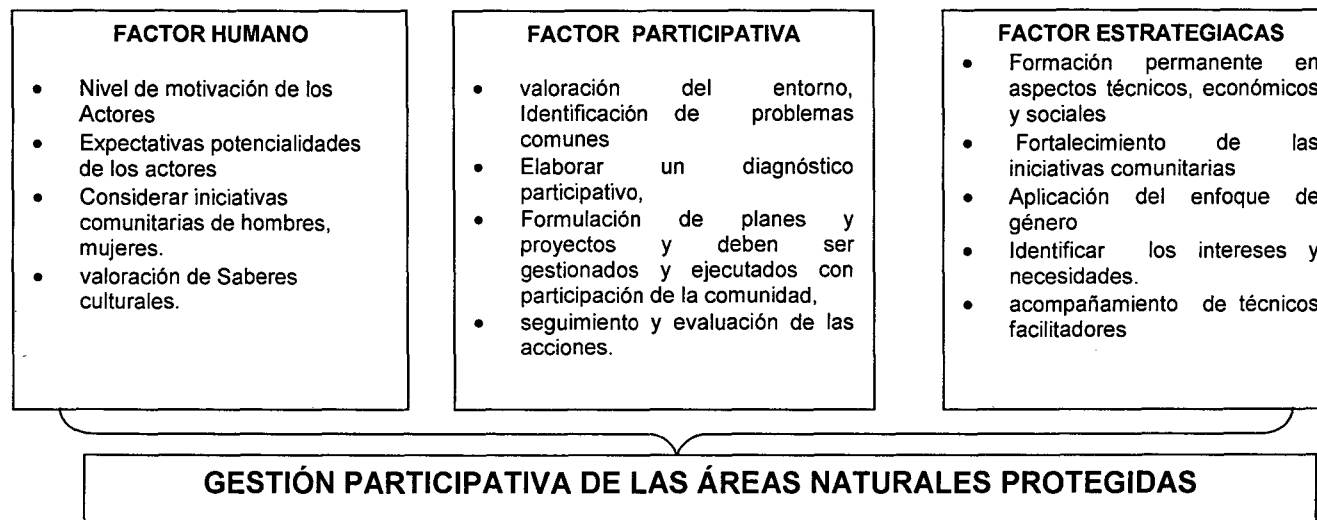 FACTOR HUMANO
• Nivel de motivación de los
Actores
• Expectativas potencialidades
de los actores
• Considerar iniciativas
comunitarias de hombres,
mujeres.
• valoración de Saberes
culturales.
FACTOR PARTICIPATIVA
• valoración del entorno,
Identificación de problemas
comunes
• Elaborar un diagnóstico
participativo,
• Formulación de planes y
proyectos y deben ser
gestionados y ejecutados con
participación de la comunidad,
• seguimiento y evaluación de las
acciones.
FACTOR ESTRATEGIACAS
• Formación permanente en
aspectos técnicos, económicos
y sociales
• Fortalecimiento de las
iniciativas comunitarias
• Aplicación del enfoque de
género
• Identificar los intereses y
necesidades.
• acompañamiento de técnicos
facilitadores
GESTIÓN PARTICIPATIVA DE LAS ÁREAS NATURALES PROTEGIDAS